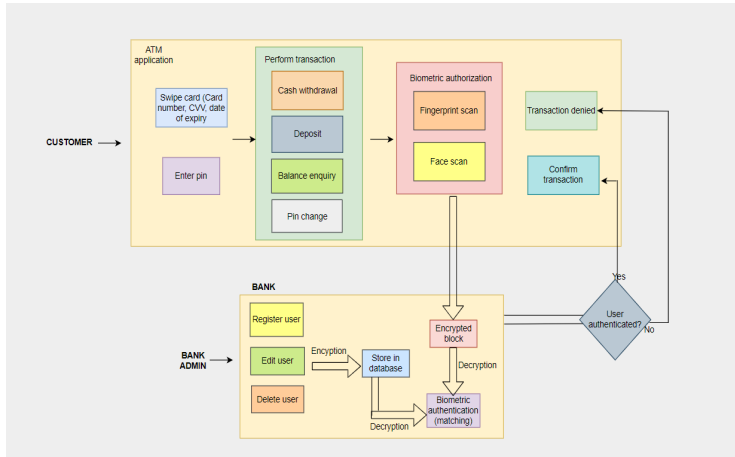 ATM
application
Perform transaction
Cash withdrawal
Deposit
Balance enquiry
Pin change
Swipe card (Card
number, CVV, date
of expiry
Enter pin
Biometric authorization
Fingerprint scan
Face scan
Transaction denied
Confirm
transaction
CUSTOMER
Yes
User
authenticated?
No
BANK
Register user
Edit user
Delete user
BANK
ADMIN
Encyption
Store in
database
Decryption
Encrypted
block
Decryption
Biometric
authentication
(matching)